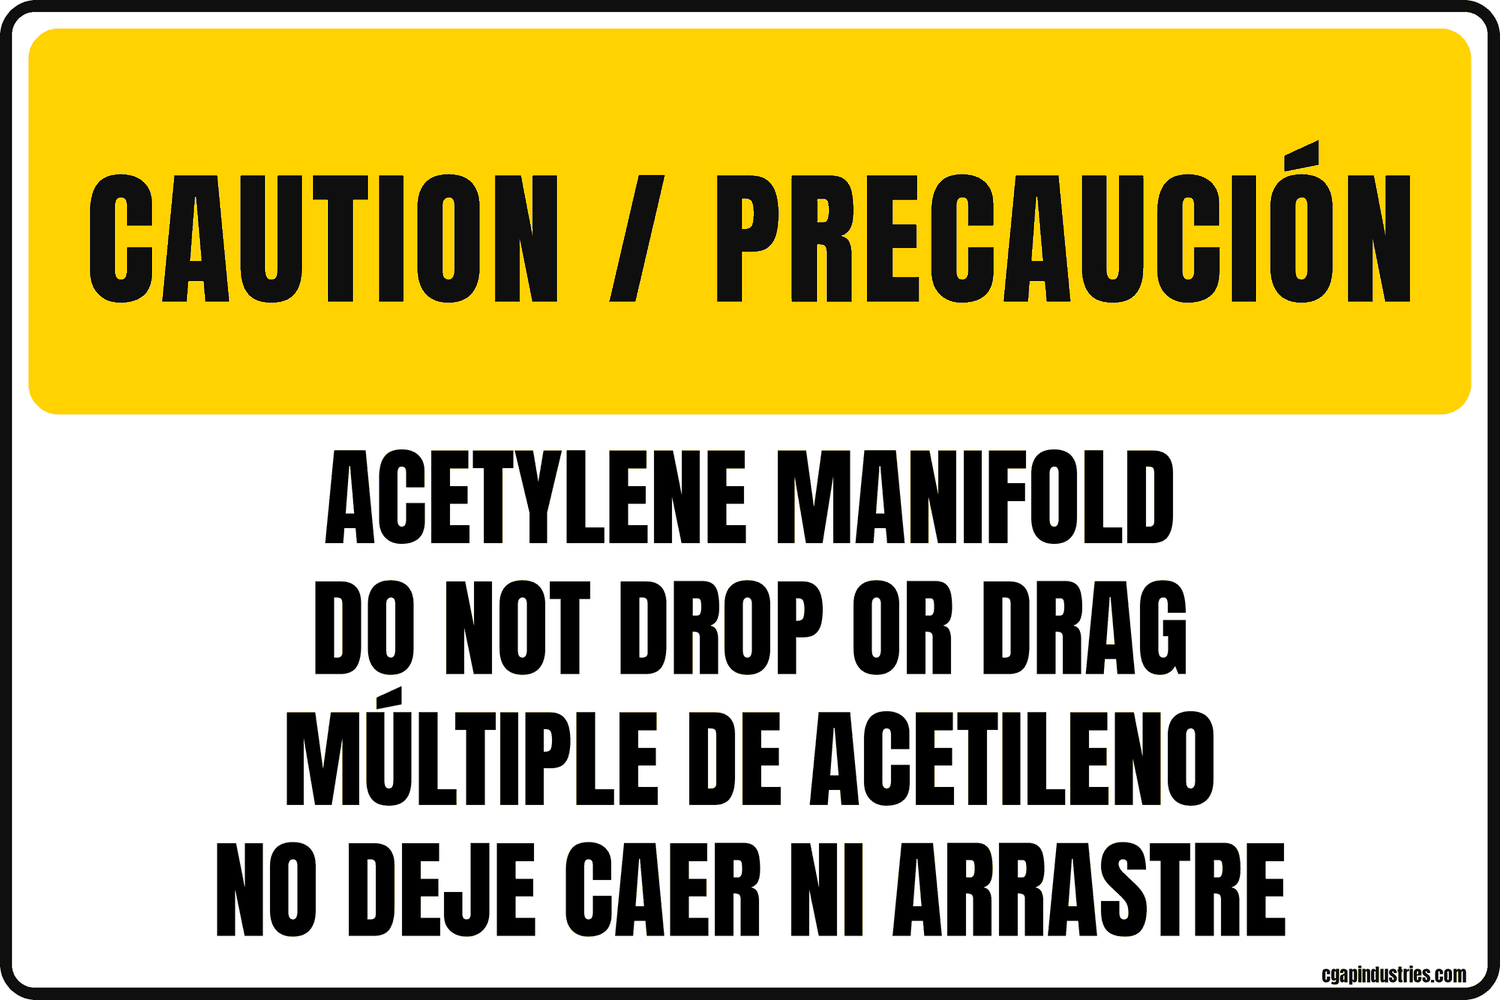 CAUTION / PRECAUCIÓN
ACETYLENE MANIFOLD
DO NOT DROP OR DRAG
MÚLTIPLE DE ACETILENO
NO DEJE CAER NI ARRASTRE
cgapindustries.com